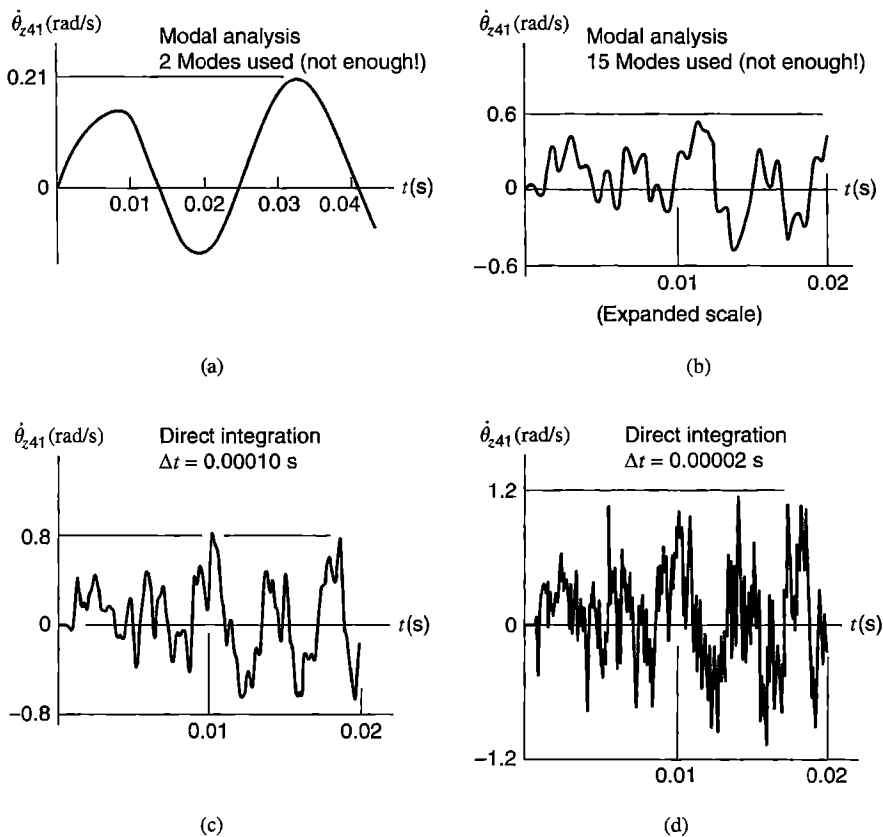 θ̇z41 (rad/s)
Modal analysis
2 Modes used (not enough!)
0.21
0
0.01
0.02
0.03
0.04
t(s)
(a)
θ̇z41 (rad/s)
Modal analysis
15 Modes used (not enough!)
0.6
0
t(s)
−0.6
0.01
0.02
(Expanded scale)
(b)
θ̇z41 (rad/s)
Direct integration
Δt = 0.00010 s
0.8
0
t(s)
−0.8
0.01
0.02
(c)
θ̇z41 (rad/s)
Direct integration
Δt = 0.00002 s
1.2
0
t(s)
−1.2
0.01
0.02
(d)